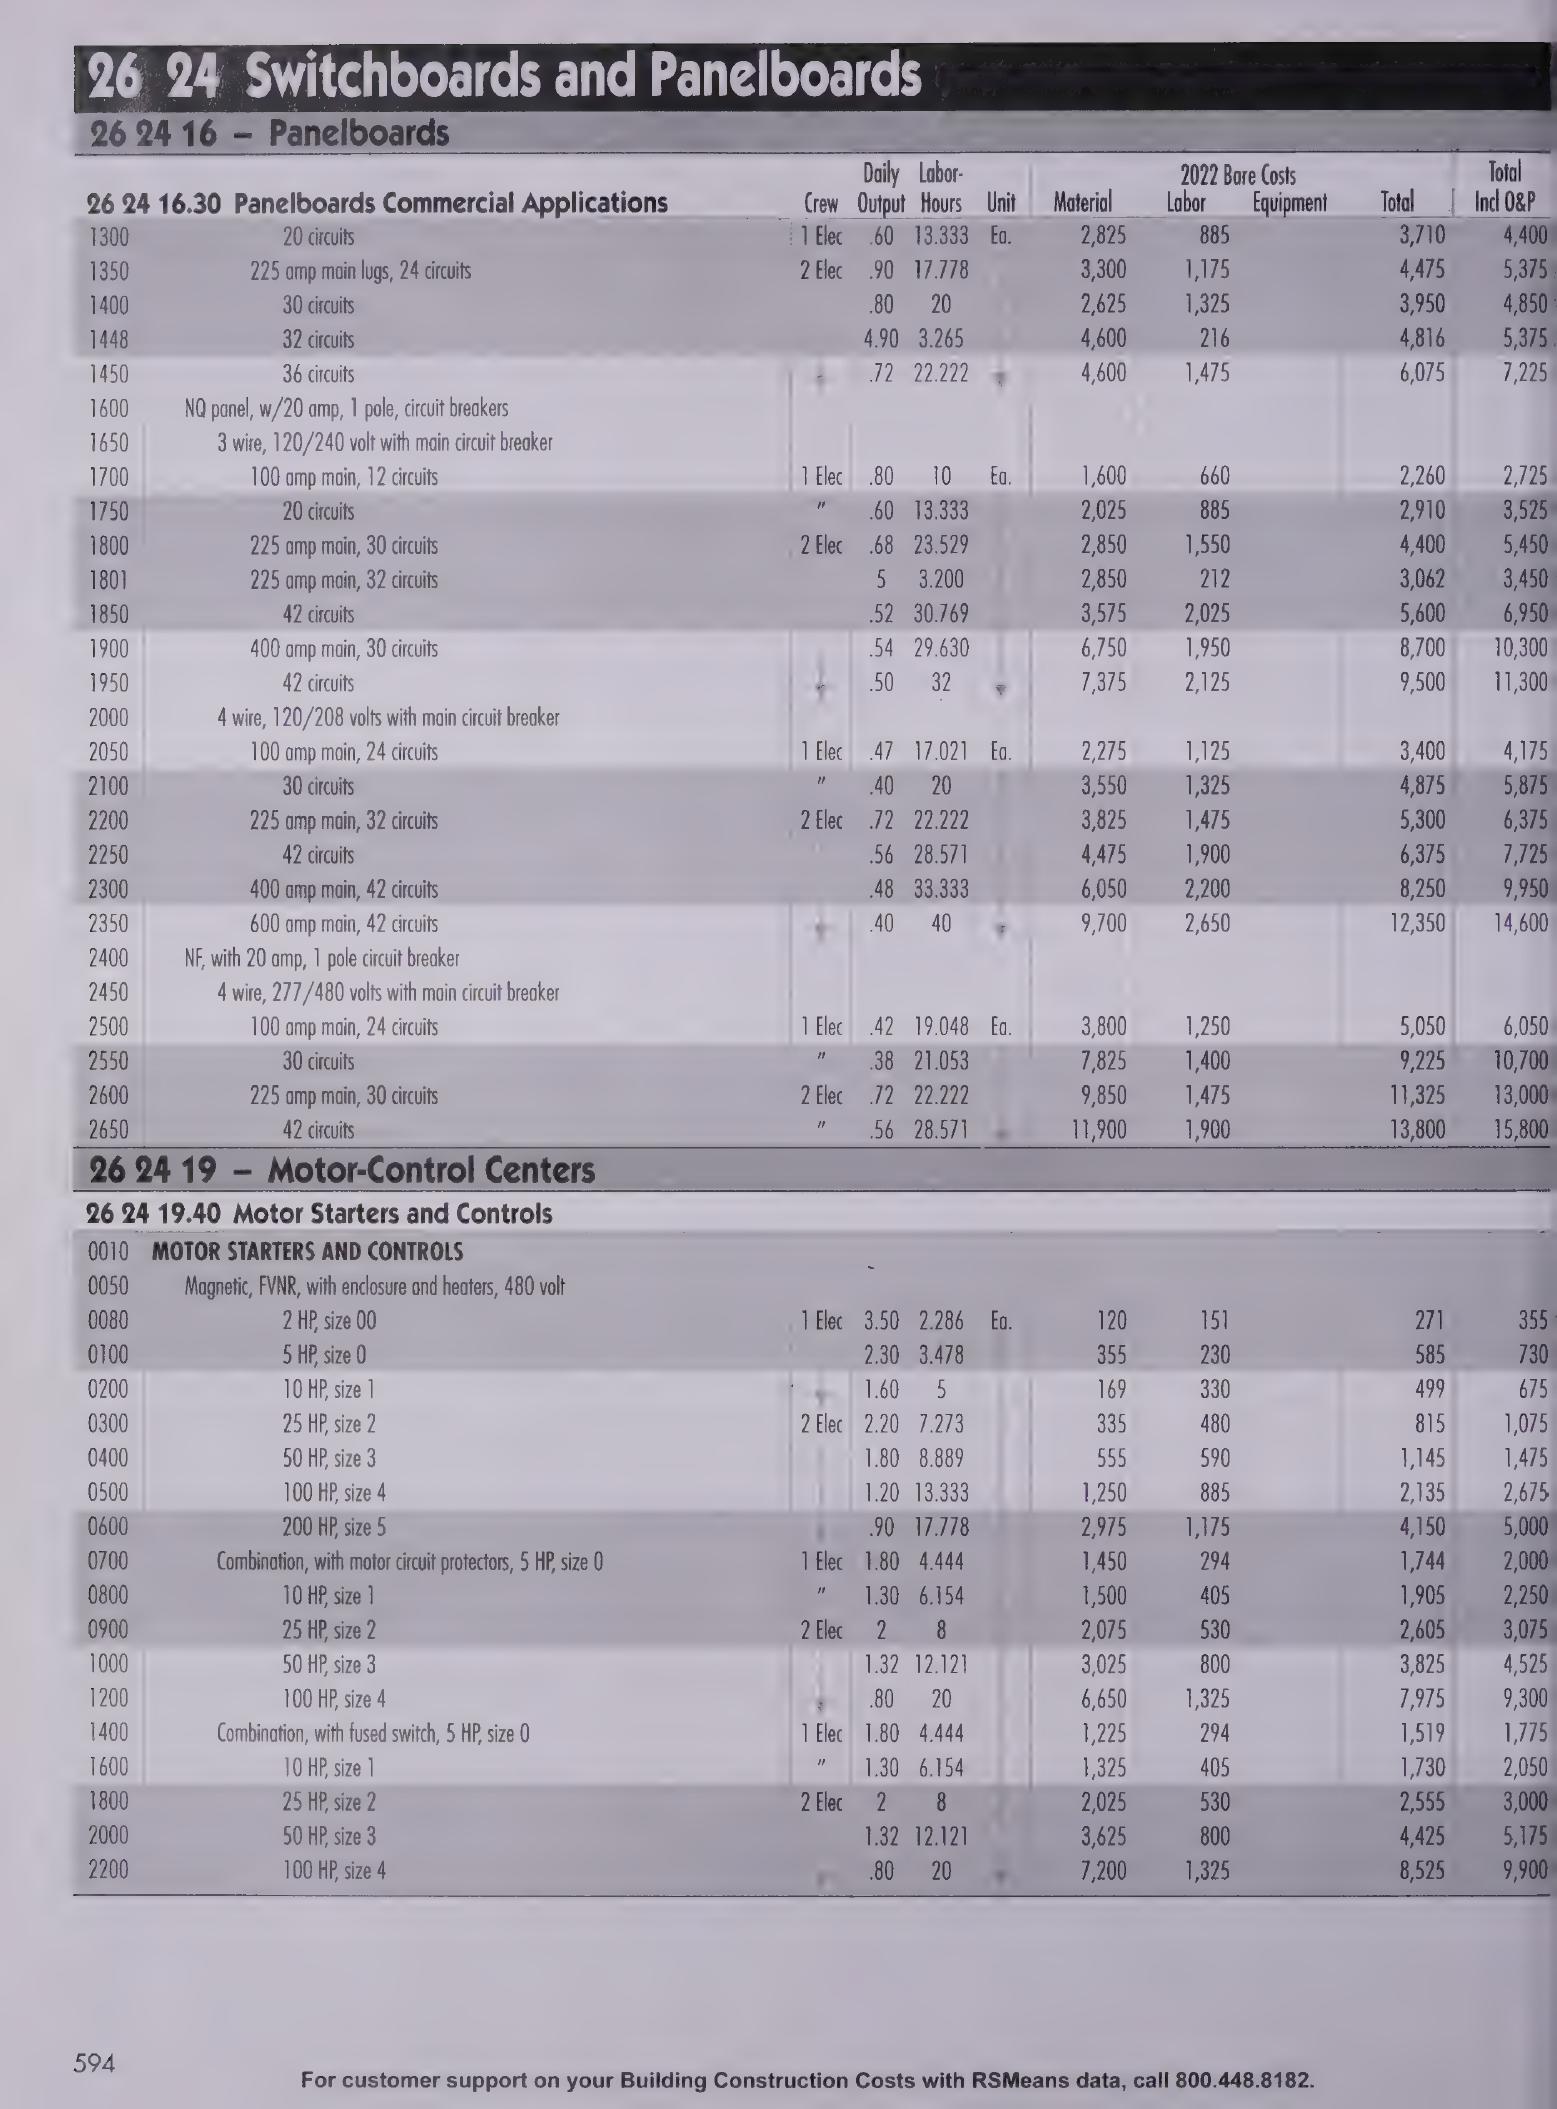 26 24 Switchboards and Panelboards
26 24 16 – Panelboards
Daily Labor- 2022 Bare Costs Total
26 24 16.30 Panelboards Commercial Applications Crew Output Hours Unit Material Labor Equipment Total Incl O&P
1300 20 circuits 1 Elec .60 13.333 Ea. 2,825 885 3,710 4,400
1350 225 amp main lugs, 24 circuits 2 Elec .90 17.778 3,300 1,175 4,475 5,375
1400 30 circuits .80 20 2,625 1,325 3,950 4,850
1448 32 circuits 4.90 3.265 4,600 216 4,816 5,375
1450 36 circuits .72 22.222 4,600 1,475 6,075 7,225
1600 NQ panel, w/20 amp, 1 pole, circuit breakers
1650 3 wire, 120/240 volt with main circuit breaker
1700 100 amp main, 12 circuits 1 Elec .80 10 Ea. 1,600 660 2,260 2,725
1750 20 circuits " .60 13.333 2,025 885 2,910 3,525
1800 225 amp main, 30 circuits 2 Elec .68 23.529 2,850 1,550 4,400 5,450
1801 225 amp main, 32 circuits 5 3.200 2,850 212 3,062 3,450
1850 42 circuits .52 30.769 3,575 2,025 5,600 6,950
1900 400 amp main, 30 circuits .54 29.630 6,750 1,950 8,700 10,300
1950 42 circuits .50 32 7,375 2,125 9,500 11,300
2000 4 wire, 120/208 volts with main circuit breaker
2050 100 amp main, 24 circuits 1 Elec .47 17.021 Ea. 2,275 1,125 3,400 4,175
2100 30 circuits " .40 20 3,550 1,325 4,875 5,875
2200 225 amp main, 32 circuits 2 Elec .72 22.222 3,825 1,475 5,300 6,375
2250 42 circuits .56 28.571 4,475 1,900 6,375 7,725
2300 400 amp main, 42 circuits .48 33.333 6,050 2,200 8,250 9,950
2350 600 amp main, 42 circuits .40 40 9,700 2,650 12,350 14,600
2400 NF, with 20 amp, 1 pole circuit breaker
2450 4 wire, 277/480 volts with main circuit breaker
2500 100 amp main, 24 circuits 1 Elec .42 19.048 Ea. 3,800 1,250 5,050 6,050
2550 30 circuits " .38 21.053 7,825 1,400 9,225 10,700
2600 225 amp main, 30 circuits 2 Elec .72 22.222 9,850 1,475 11,325 13,000
2650 42 circuits " .56 28.571 11,900 1,900 13,800 15,800
26 24 19 – Motor-Control Centers
26 24 19.40 Motor Starters and Controls
0010 MOTOR STARTERS AND CONTROLS
0050 Magnetic, FVNR, with enclosure and heaters, 480 volt
0080 2 HP, size 00 1 Elec 3.50 2.286 Ea. 120 151 271 355
0100 5 HP, size 0 2.30 3.478 355 230 585 730
0200 10 HP, size 1 1.60 5 169 330 499 675
0300 25 HP, size 2 2 Elec 2.20 7.273 335 480 815 1,075
0400 50 HP, size 3 1.80 8.889 555 590 1,145 1,475
0500 100 HP, size 4 1.20 13.333 1,250 885 2,135 2,675
0600 200 HP, size 5 .90 17.778 2,975 1,175 4,150 5,000
0700 Combination, with motor circuit protectors, 5 HP, size 0 1 Elec 1.80 4.444 1,450 294 1,744 2,000
0800 10 HP, size 1 " 1.30 6.154 1,500 405 1,905 2,250
0900 25 HP, size 2 2 Elec 2 8 2,075 530 2,605 3,075
1000 50 HP, size 3 1.32 12.121 3,025 800 3,825 4,525
1200 100 HP, size 4 .80 20 6,650 1,325 7,975 9,300
1400 Combination, with fused switch, 5 HP, size 0 1 Elec 1.80 4.444 1,225 294 1,519 1,775
1600 10 HP, size 1 " 1.30 6.154 1,325 405 1,730 2,050
1800 25 HP, size 2 2 Elec 2 8 2,025 530 2,555 3,000
2000 50 HP, size 3 1.32 12.121 3,625 800 4,425 5,175
2200 100 HP, size 4 .80 20 7,200 1,325 8,525 9,900
594
For customer support on your Building Construction Costs with RSMeans data, call 800.448.8182.